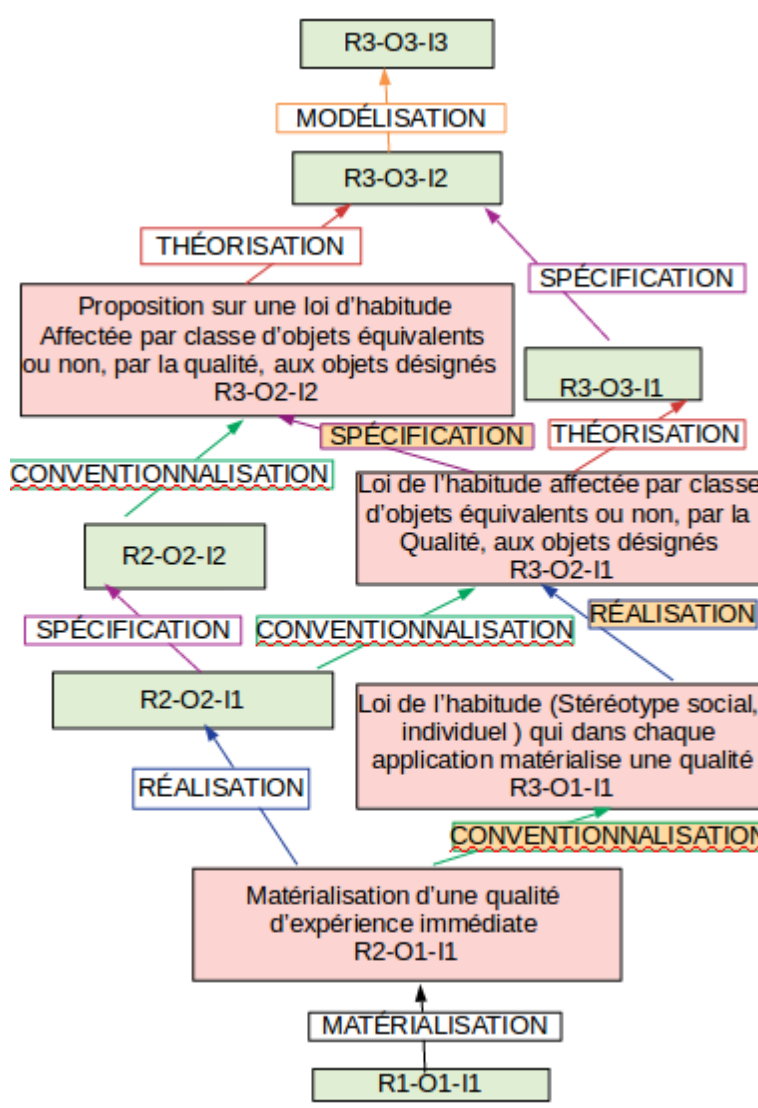 R3-O3-I3
MODÉLISATION
R3-O3-I2
THÉORISATION
SPÉCIFICATION
Proposition sur une loi d'habitude
Affectée par classe d'objets équivalents
ou non, par la qualité, aux objets désignés
R3-O2-I2
R3-O3-I1
SPÉCIFICATION
THÉORISATION
CONVENTIONNALISATION
Loi de l'habitude affectée par classe
d'objets équivalents ou non, par la
Qualité, aux objets désignés
R3-O2-I1
R2-O2-I2
RÉALISATION
SPÉCIFICATION
CONVENTIONNALISATION
R2-O2-I1
Loi de l'habitude (Stéréotype social,
individuel ) qui dans chaque
application matérialise une qualité
R3-O1-I1
RÉALISATION
CONVENTIONNALISATION
Matérialisation d'une qualité
d'expérience immédiate
R2-O1-I1
MATÉRIALISATION
R1-O1-I1